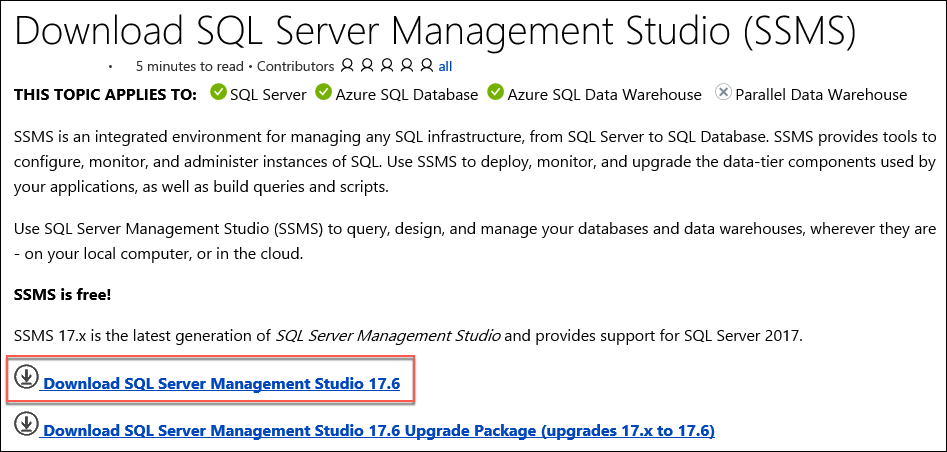 Download SQL Server Management Studio (SSMS)
• 5 minutes to read • Contributors all
THIS TOPIC APPLIES TO: SQL Server Azure SQL Database Azure SQL Data Warehouse Parallel Data Warehouse
SSMS is an integrated environment for managing any SQL infrastructure, from SQL Server to SQL Database. SSMS provides tools to
configure, monitor, and administer instances of SQL. Use SSMS to deploy, monitor, and upgrade the data-tier components used by
your applications, as well as build queries and scripts.
Use SQL Server Management Studio (SSMS) to query, design, and manage your databases and data warehouses, wherever they are
- on your local computer, or in the cloud.
SSMS is free!
SSMS 17.x is the latest generation of SQL Server Management Studio and provides support for SQL Server 2017.
Download SQL Server Management Studio 17.6
Download SQL Server Management Studio 17.6 Upgrade Package (upgrades 17.x to 17.6)